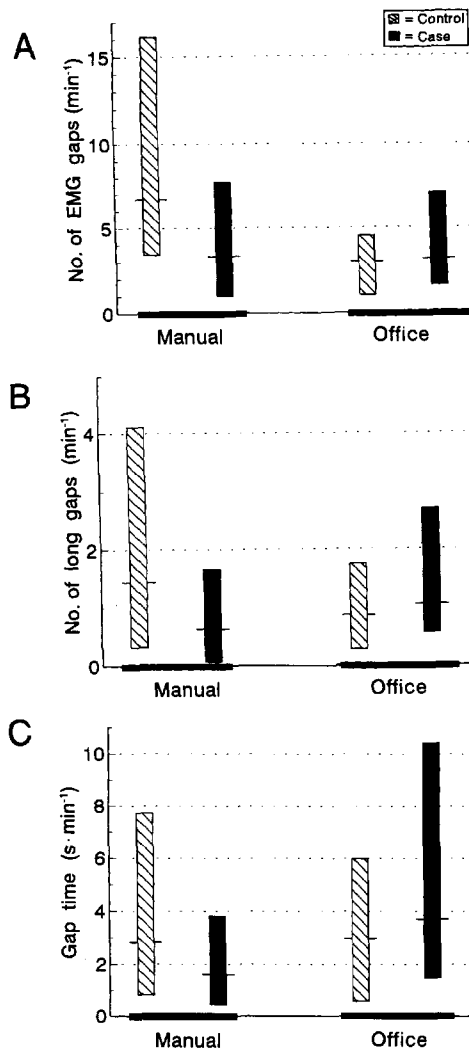 = Control
= Case
A
No. of EMG gaps (min⁻¹)
15
10
5
0
Manual Office
B
No. of long gaps (min⁻¹)
4
2
0
Manual Office
C
Gap time (s·min⁻¹)
10
8
6
4
2
0
Manual Office